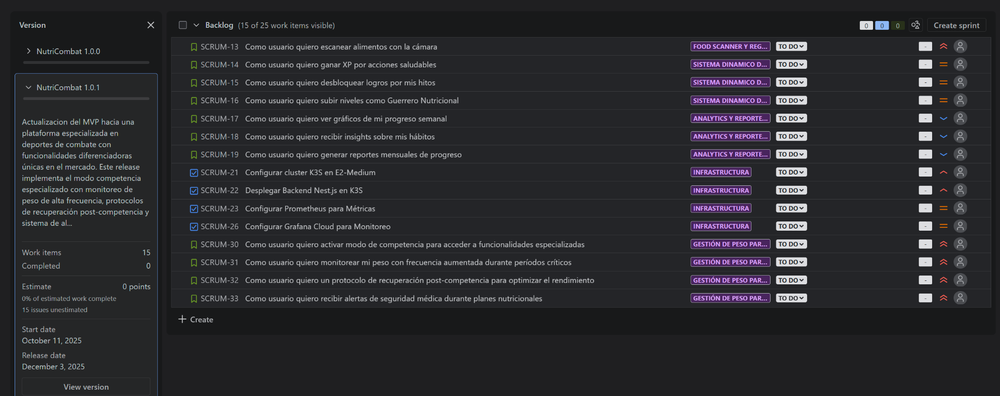 Version
NutriCombat 1.0.0
NutriCombat 1.0.1
Actualizacion del MVP hacia una
plataforma especializada en
deportes de combate con
funcionalidades diferenciadoras
únicas en el mercado. Este release
implementa el modo competencia
especializado con monitoreo de
peso de alta frecuencia, protocolos
de recuperación post-competencia y
sistema de al...
Work items 15
Completed 0
Estimate 0 points
0% of estimated work complete
15 issues unestimated
Start date
October 11, 2025
Release date
December 3, 2025
View version
Backlog (15 of 25 work items visible) 0 0 0 Create sprint
SCRUM-13 Como usuario quiero escanear alimentos con la cámara FOOD SCANNER Y REG... TO DO -
SCRUM-14 Como usuario quiero ganar XP por acciones saludables SISTEMA DINAMICO D... TO DO -
SCRUM-15 Como usuario quiero desbloquear logros por mis hitos SISTEMA DINAMICO D... TO DO -
SCRUM-16 Como usuario quiero subir niveles como Guerrero Nutricional SISTEMA DINAMICO D... TO DO -
SCRUM-17 Como usuario quiero ver gráficos de mi progreso semanal ANALYTICS Y REPORTE... TO DO -
SCRUM-18 Como usuario quiero recibir insights sobre mis hábitos ANALYTICS Y REPORTE... TO DO -
SCRUM-19 Como usuario quiero generar reportes mensuales de progreso ANALYTICS Y REPORTE... TO DO -
SCRUM-21 Configurar cluster K3S en E2-Medium INFRASTRUCTURA TO DO -
SCRUM-22 Desplegar Backend Nest.js en K3S INFRASTRUCTURA TO DO -
SCRUM-23 Configurar Prometheus para Métricas INFRASTRUCTURA TO DO -
SCRUM-26 Configurar Grafana Cloud para Monitoreo INFRASTRUCTURA TO DO -
SCRUM-30 Como usuario quiero activar modo de competencia para acceder a funcionalidades especializadas GESTIÓN DE PESO PAR... TO DO -
SCRUM-31 Como usuario quiero monitorear mi peso con frecuencia aumentada durante períodos críticos GESTIÓN DE PESO PAR... TO DO -
SCRUM-32 Como usuario quiero un protocolo de recuperación post-competencia para optimizar el rendimiento GESTIÓN DE PESO PAR... TO DO -
SCRUM-33 Como usuario quiero recibir alertas de seguridad médica durante planes nutricionales GESTIÓN DE PESO PAR... TO DO -
Create